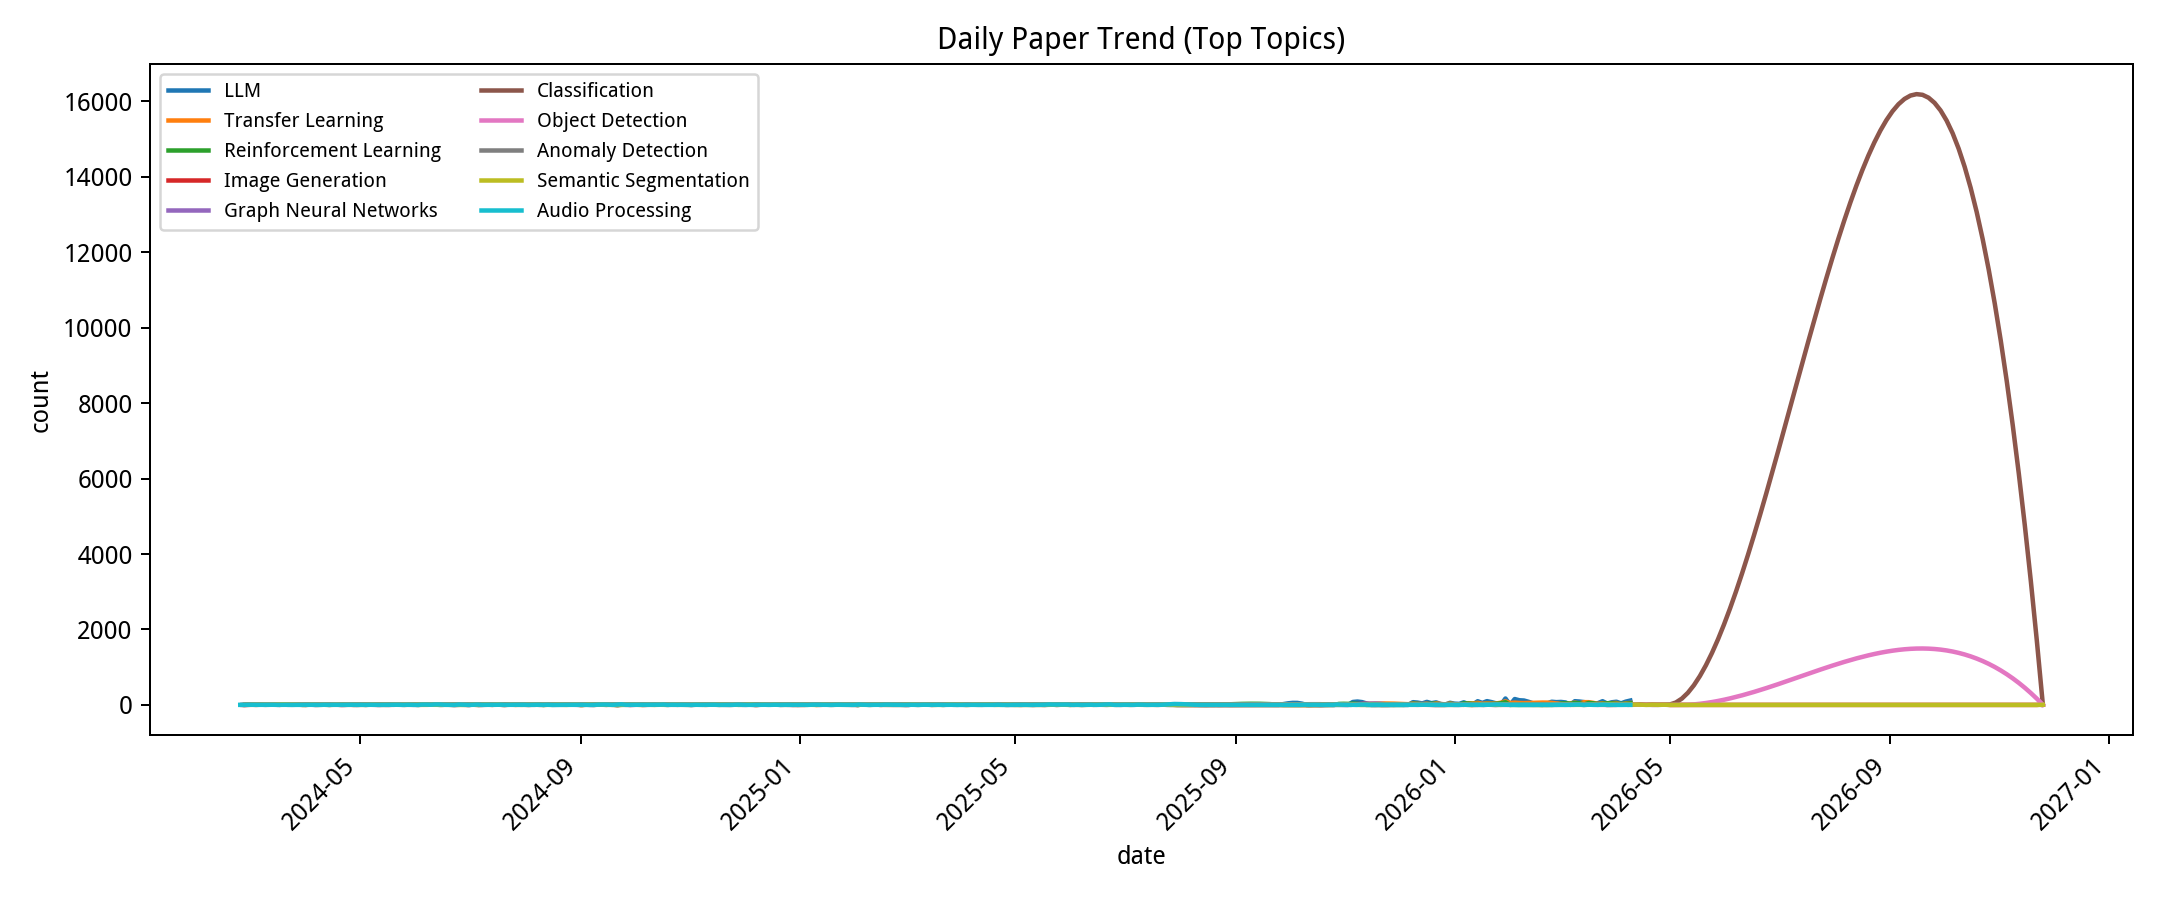 Daily Paper Trend (Top Topics)
LLM
Transfer Learning
Reinforcement Learning
Image Generation
Graph Neural Networks
Classification
Object Detection
Anomaly Detection
Semantic Segmentation
Audio Processing
count
16000
14000
12000
10000
8000
6000
4000
2000
0
2024-05
2024-09
2025-01
2025-05
2025-09
2026-01
2026-05
2026-09
2027-01
date